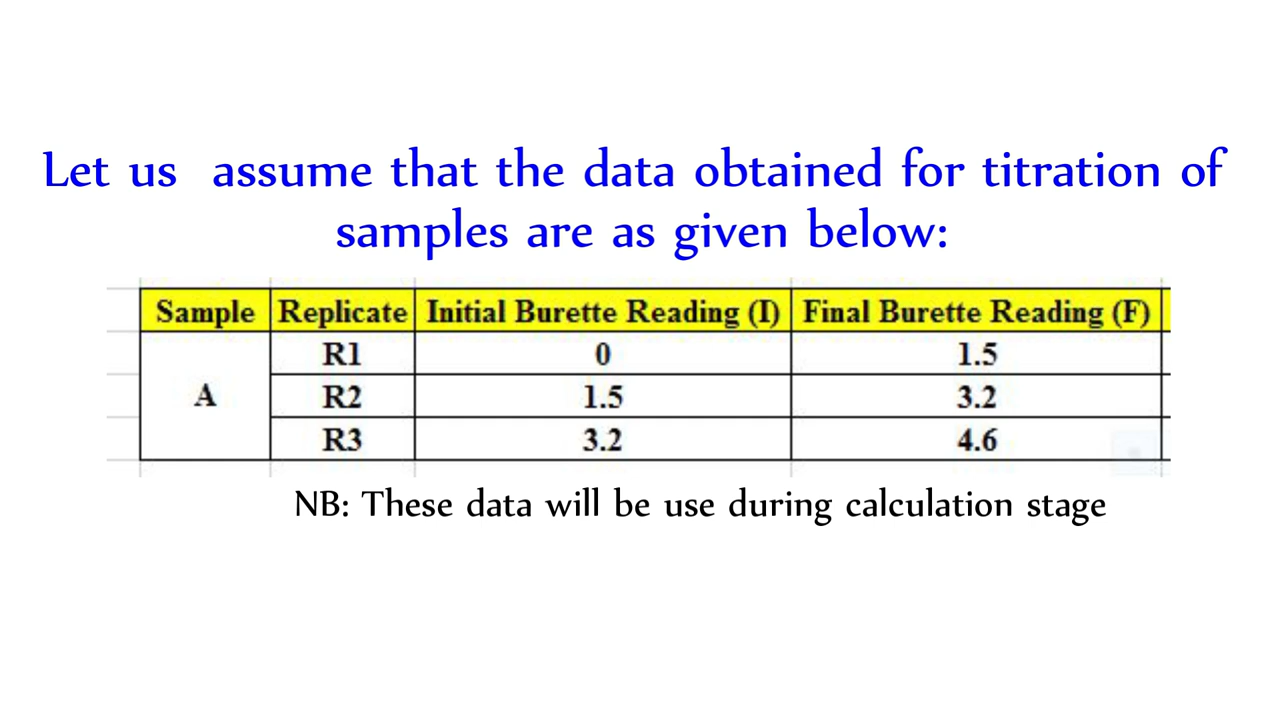 Let us assume that the data obtained for titration of
samples are as given below:
Sample Replicate Initial Burette Reading (I) Final Burette Reading (F)
R1 0 1.5
A R2 1.5 3.2
R3 3.2 4.6
NB: These data will be use during calculation stage